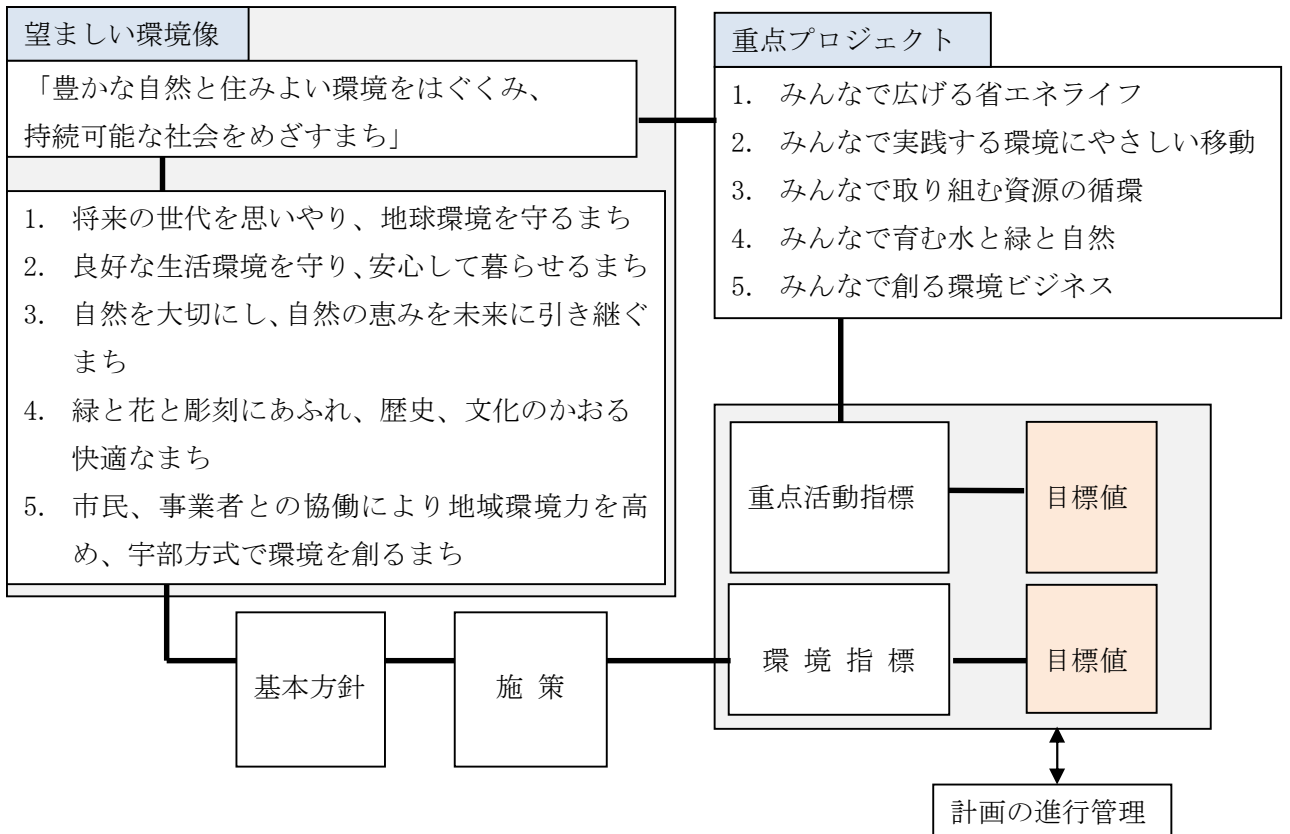 望ましい環境像
「豊かな自然と住みよい環境をはぐくみ、
持続可能な社会をめざすまち」
1. 将来の世代を思いやり、地球環境を守るまち
2. 良好な生活環境を守り、安心して暮らせるまち
3. 自然を大切にし、自然の恵みを未来に引き継ぐ
まち
4. 緑と花と彫刻にあふれ、歴史、文化のかおる
快適なまち
5. 市民、事業者との協働により地域環境力を高
め、宇部方式で環境を創るまち
重点プロジェクト
1. みんなで広げる省エネライフ
2. みんなで実践する環境にやさしい移動
3. みんなで取り組む資源の循環
4. みんなで育む水と緑と自然
5. みんなで創る環境ビジネス
重点活動指標
目標値
基本方針
施 策
環 境 指 標
目標値
計画の進行管理